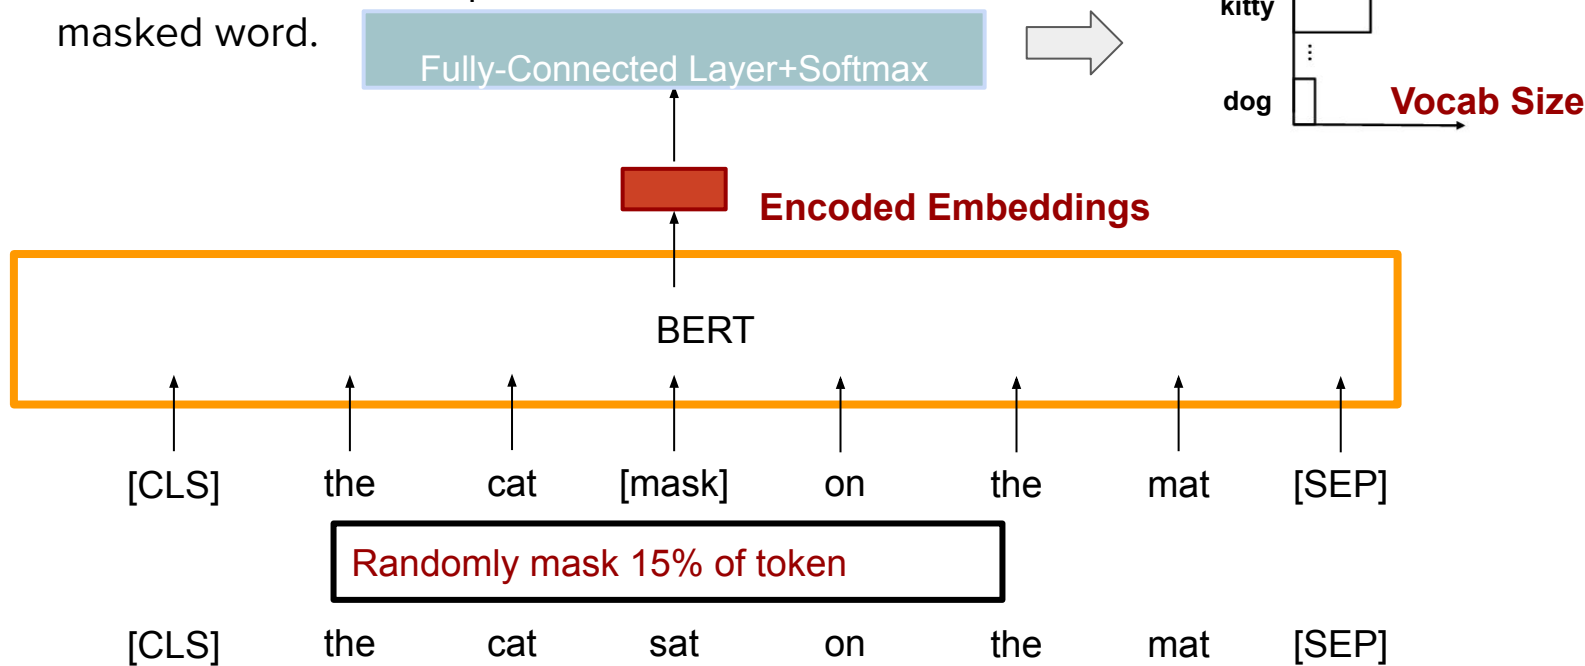 kitty
masked word.
Fully-Connected Layer+Softmax
⋮
dog
Vocab Size
Encoded Embeddings
BERT
[CLS] the cat [mask] on the mat [SEP]
Randomly mask 15% of token
[CLS] the cat sat on the mat [SEP]